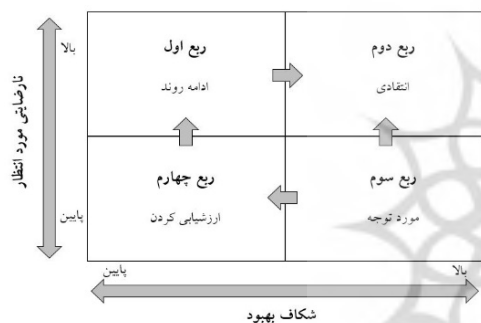 بالا
ربع اول
ادامه روند
ربع دوم
انتقادی
نارضایتی مورد انتظار
ربع چهارم
ارزشیابی کردن
ربع سوم
مورد توجه
پایین
پایین
بالا
شکاف بهبود